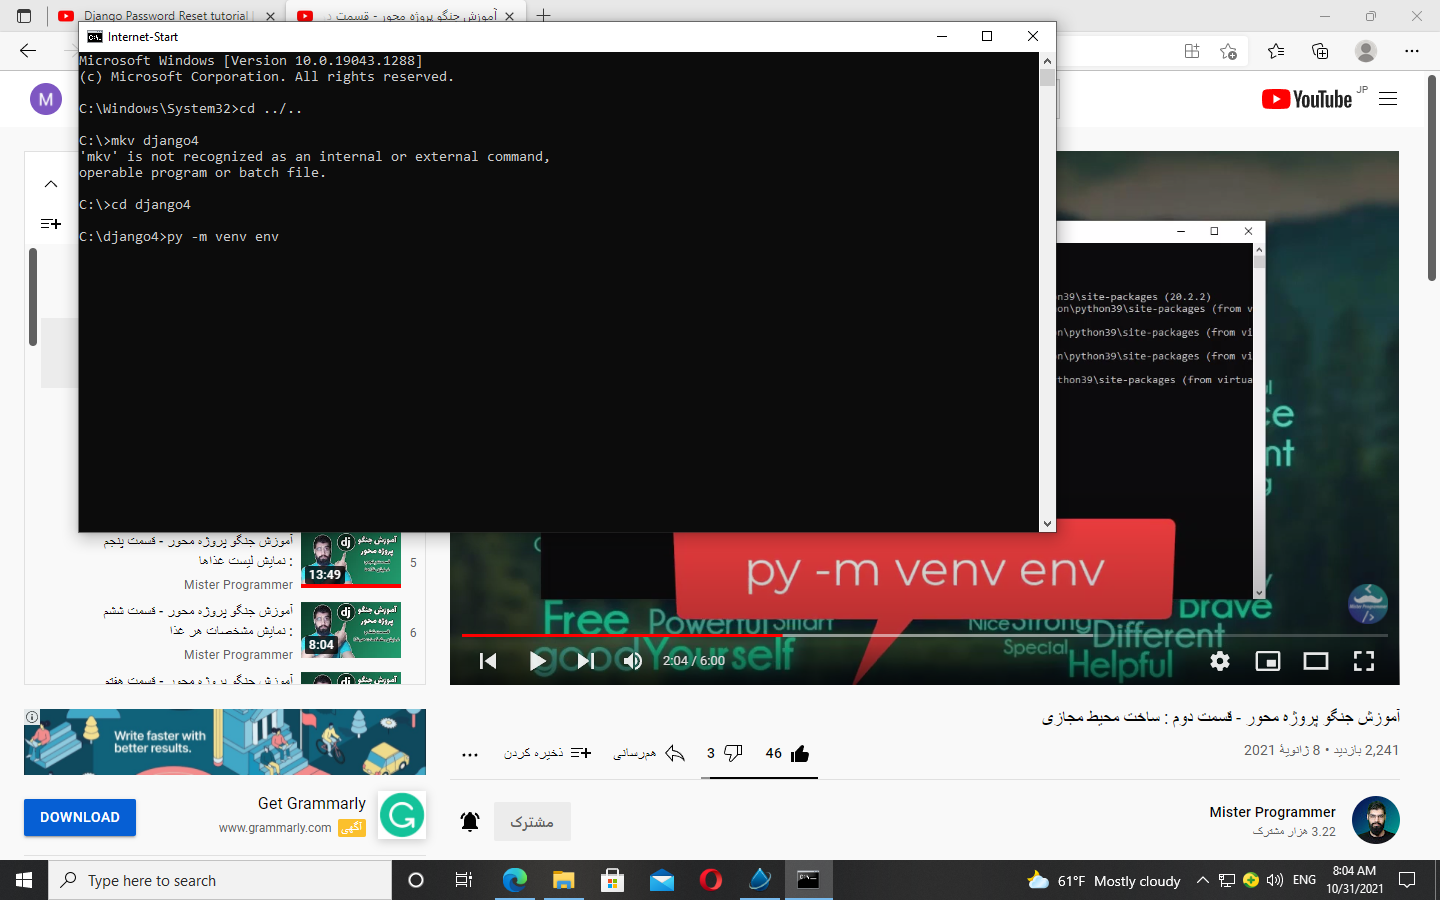 Django Password Reset tutorial
آموزش جنگو پروژه محور - قسمت د
Internet-Start
Microsoft Windows [Version 10.0.19043.1288]
(c) Microsoft Corporation. All rights reserved.
C:\Windows\System32>cd ../..
C:\>mkv django4
'mkv' is not recognized as an internal or external command,
operable program or batch file.
C:\>cd django4
C:\django4>py -m venv env
M
YouTube JP
n39\site-packages (20.2.2)
on\python39\site-packages (from v
n\python39\site-packages (from vi
n\python39\site-packages (from vi
thon39\site-packages (from virtua
py -m venv env
Free Powerful Smart
NiceStrong
Brave
good Yourself
Special
Different
Helpful
Mister Programmer
2:04 / 6:00
آموزش جنگو پروژه محور - قسمت پنجم
: نمایش لیست غذاها
Mister Programmer
13:49
5
آموزش جنگو پروژه محور - قسمت ششم
: نمایش مشخصات هر غذا
Mister Programmer
8:04
6
آموزش جنگو پروژه محور - قسمت هفتم
Write faster with
better results.
DOWNLOAD
Get Grammarly
www.grammarly.com
آگهی
آموزش جنگو پروژه محور - قسمت دوم : ساخت محیط مجازی
2,241 بازدید • 8 ژانویهٔ 2021
46
3
هم‌رسانی
ذخیره کردن
Mister Programmer
3.22 هزار مشترک
مشترک
Type here to search
61°F Mostly cloudy
ENG
8:04 AM
10/31/2021